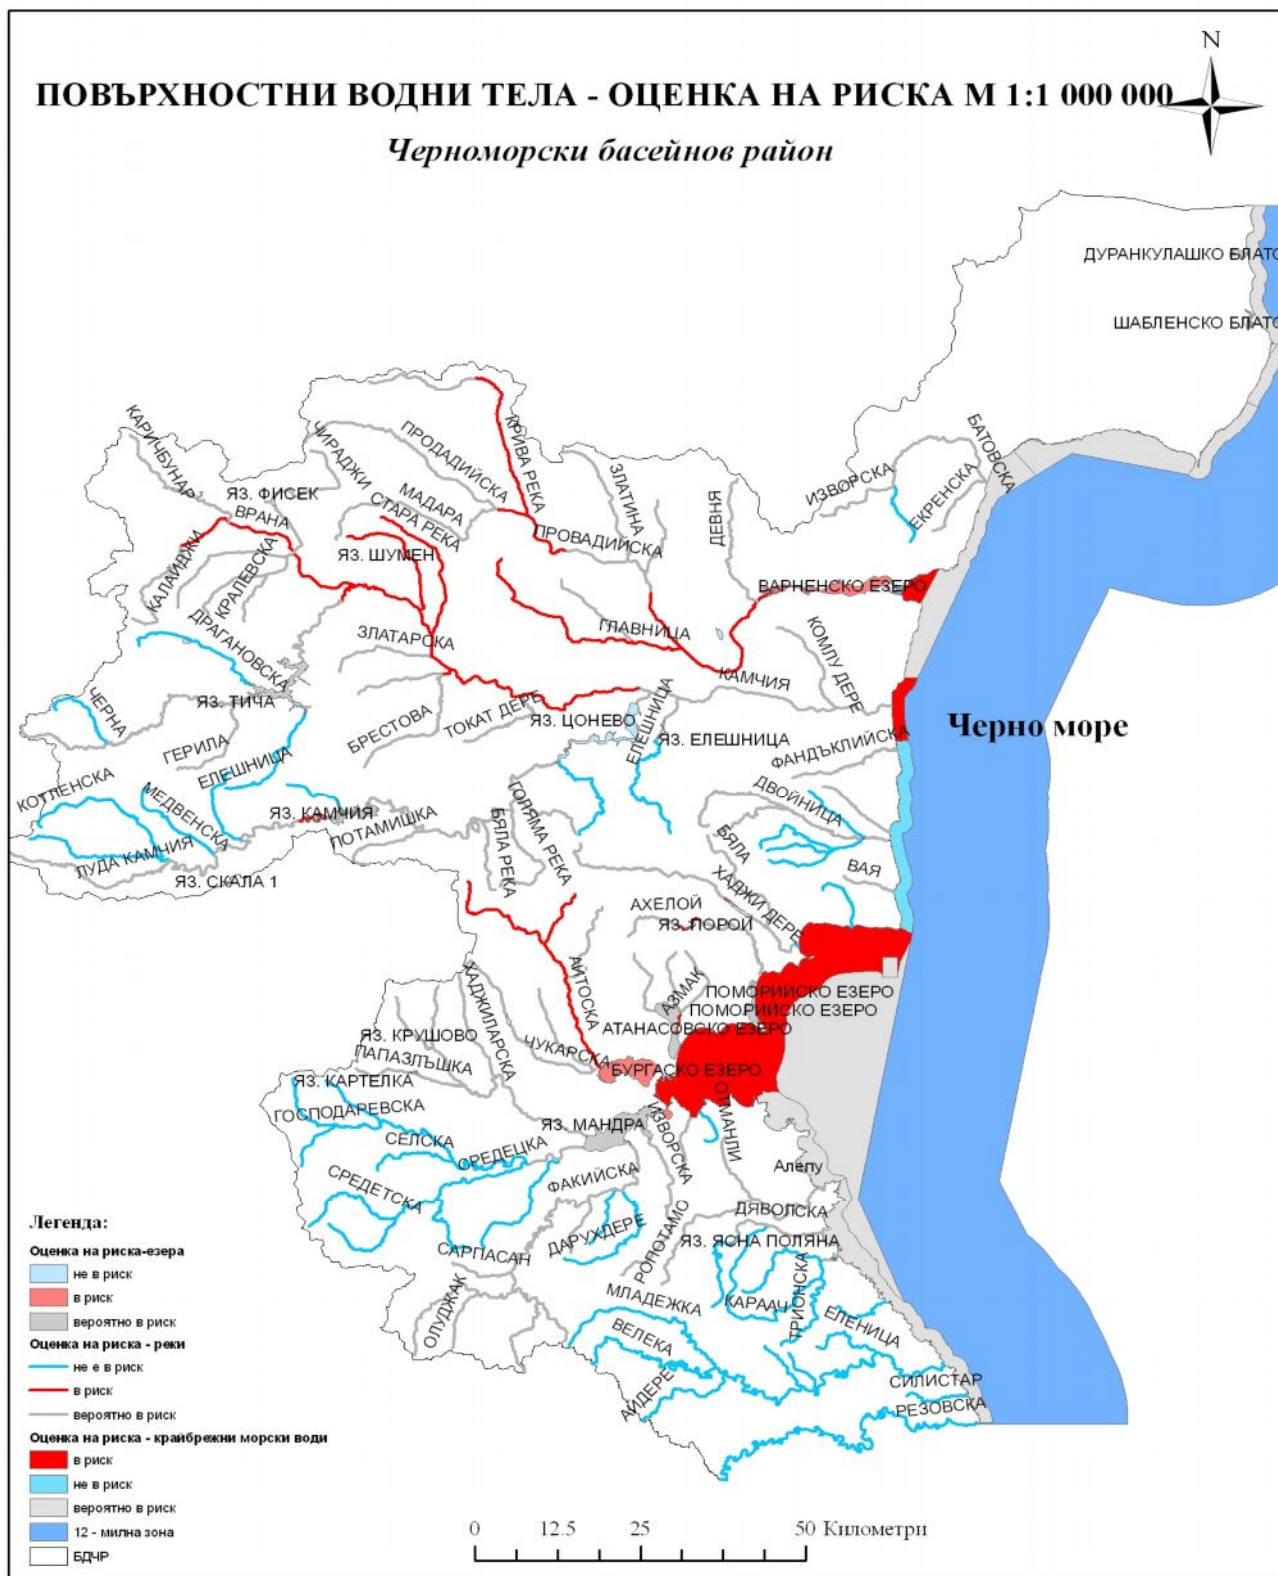 N
ПОВЪРХНОСТНИ ВОДНИ ТЕЛА - ОЦЕНКА НА РИСКА М 1:1 000 000
Черноморски басейнов район
ДУРАНКУЛАШКО БЛАТО
ШАБЛЕНСКО БЛАТО
КАРИЧБУНАР
ЧИРАДЖИ
ПРОДАДИЙСКА
КРИВА РЕКА
ЗЛАТИНА
ДЕВНЯ
ИЗВОРСКА
ЕКРЕНСКА
БАТОВСКА
ЯЗ. ФИСЕК
ВРАНА
МАДАРА
СТАРА РЕКА
ЯЗ. ШУМЕН
ПРОВАДИЙСКА
КАЛАЙДЖИ
КРАЛЕВСКА
ВАРНЕНСКО ЕЗЕРО
ДРАГАНОВСКА
ЗЛАТАРСКА
ГЛАВНИЦА
КОМЛУ ДЕРЕ
КАМЧИЯ
ЧЕРНА
ЯЗ. ТИЧА
БРЕСТОВА
ТОКАТ ДЕРЕ
ЯЗ. ЦОНЕВО
ЕЛЕШНИЦА
ЯЗ. ЕЛЕШНИЦА
ФАНДЪКЛИЙСКА
Черно море
ГЕРИЛА
ЕЛЕШНИЦА
КОТЛЕНСКА
МЕДВЕНСКА
ЯЗ. КАМЧИЯ
ПОТАМИШКА
ГОЛЯМА РЕКА
БЯЛА РЕКА
ДВОЙНИЦА
БЯЛА
ВАЯ
ЛУДА КАМЧИЯ
ЯЗ. СКАЛА 1
ХАДЖИ ДЕРЕ
АХЕЛОЙ
ЯЗ. ПОРОЙ
АЙТОСКА
АЗМАК
ПОМОРИЙСКО ЕЗЕРО
ПОМОРИЙСКО ЕЗЕРО
АТАНАСОВСКО ЕЗЕРО
ХАДЖИЛАРСКА
ЯЗ. КРУШОВО
ЧУКАРСКА
ПАПАЗЛЪШКА
БУРГАСКО ЕЗЕРО
ЯЗ. КАРТЕЛКА
ГОСПОДАРЕВСКА
ОТМАНЛИ
ИЗВОРСКА
ЯЗ. МАНДРА
СЕЛСКА
СРЕДЕЦКА
ФАКИЙСКА
Алепу
СРЕДЕТСКА
ДЯВОЛСКА
ДАРУХДЕРЕ
РОПОТАМО
ЯЗ. ЯСНА ПОЛЯНА
САРПАСАН
ОЛУДЖАК
МЛАДЕЖКА
КАРААЧ
ТРИОНСКА
ВЕЛЕКА
ЕЛЕНИЦА
АЙДЕРЕ
СИЛИСТАР
РЕЗОВСКА
Легенда:
Оценка на риска-езера
не в риск
в риск
вероятно в риск
Оценка на риска - реки
не е в риск
в риск
вероятно в риск
Оценка на риска - крайбрежни морски води
в риск
не в риск
вероятно в риск
12 - милна зона
БДЧР
0 12.5 25 50 Километри